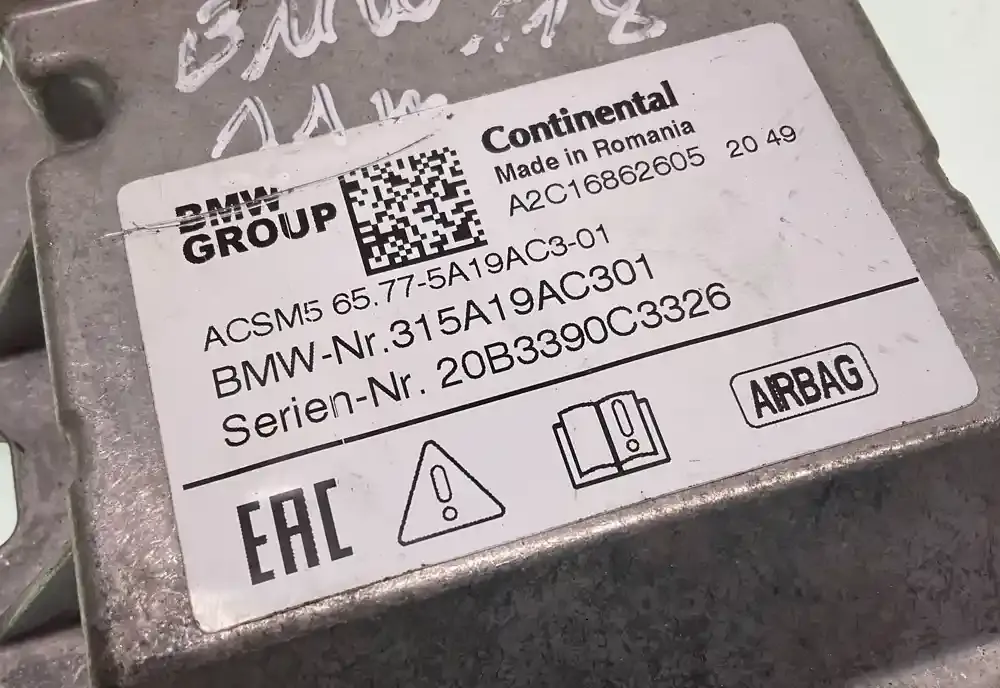 BMW
BMW
GROUP
Continental
Made in Romania
A2C16862605 20 49
ACSM5 65.77-5A19AC3-01
BMW-Nr.315A19AC301
Serien-Nr. 20B3390C3326
EAC
AIRBAG